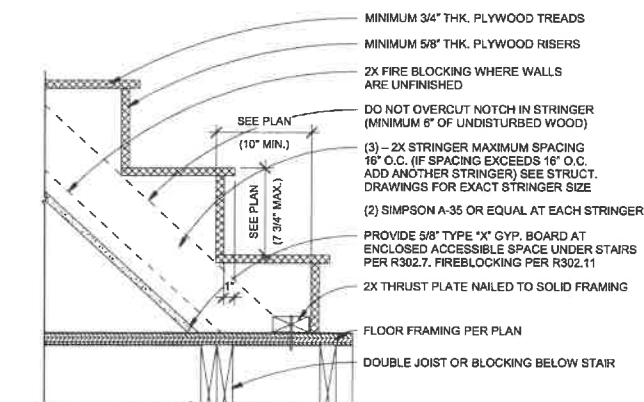 MINIMUM 3/4" THK. PLYWOOD TREADS
MINIMUM 5/8" THK. PLYWOOD RISERS
2X FIRE BLOCKING WHERE WALLS
ARE UNFINISHED
DO NOT OVERCUT NOTCH IN STRINGER
(MINIMUM 6" OF UNDISTURBED WOOD)
(3) – 2X STRINGER MAXIMUM SPACING
16" O.C. (IF SPACING EXCEEDS 16" O.C.
ADD ANOTHER STRINGER) SEE STRUCT.
DRAWINGS FOR EXACT STRINGER SIZE
(2) SIMPSON A-35 OR EQUAL AT EACH STRINGER
PROVIDE 5/8" TYPE "X" GYP. BOARD AT
ENCLOSED ACCESSIBLE SPACE UNDER STAIRS
PER R302.7. FIREBLOCKING PER R302.11
2X THRUST PLATE NAILED TO SOLID FRAMING
FLOOR FRAMING PER PLAN
DOUBLE JOIST OR BLOCKING BELOW STAIR
SEE PLAN
(10" MIN.)
SEE PLAN
(7 3/4" MAX.)
1"